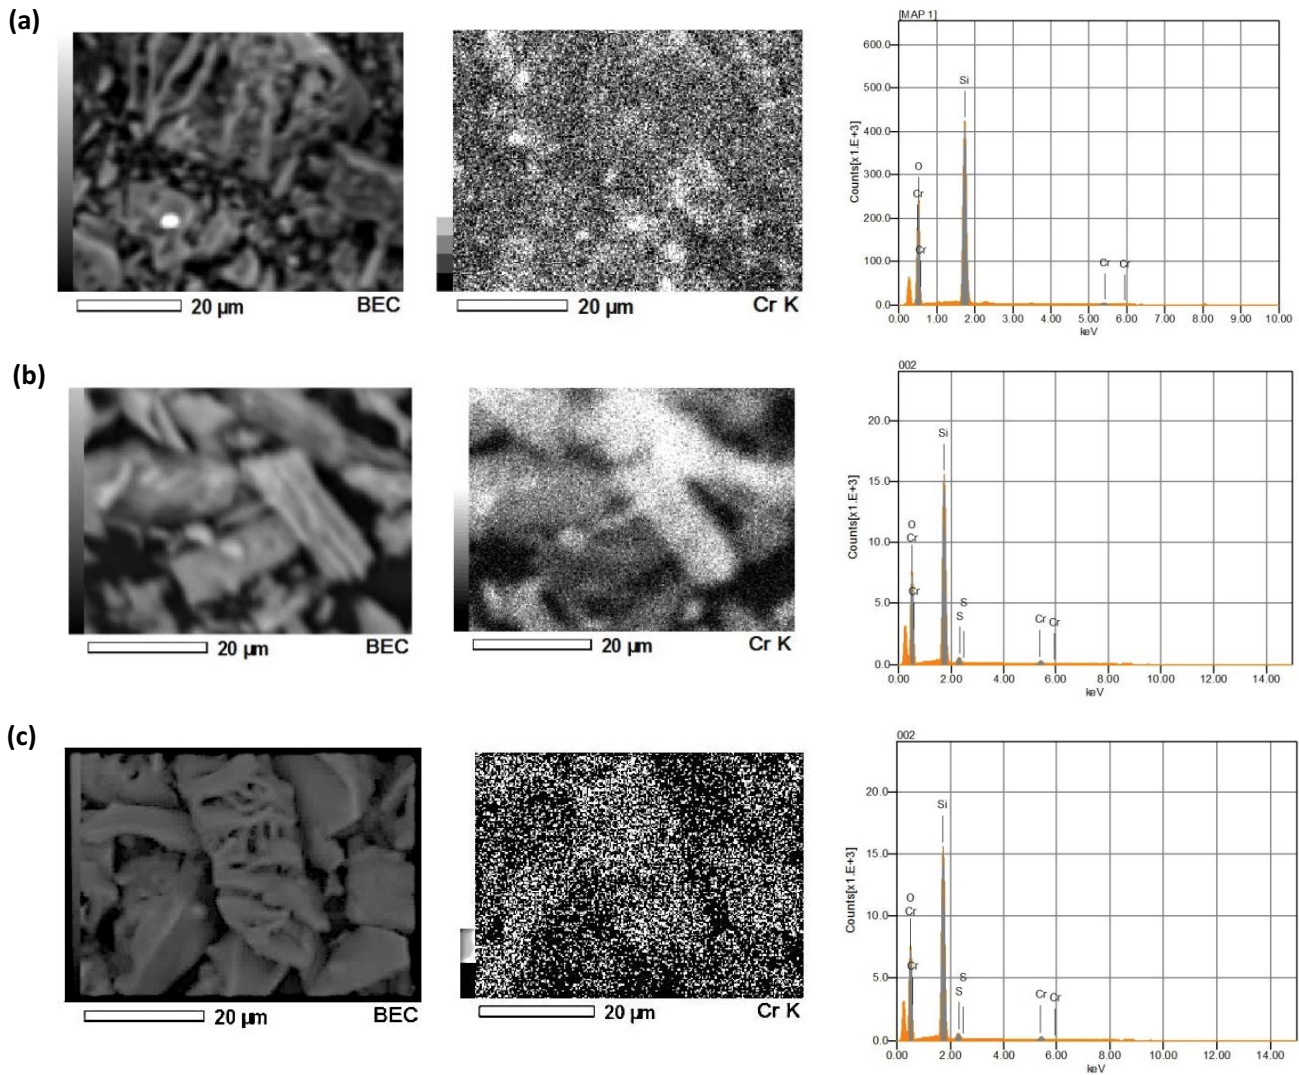 (a)
20 µm
BEC
20 µm
Cr K
[MAP 1]
Counts[x1.E+3]
600.0
500.0
400.0
300.0
200.0
100.0
0.0
Si
O
Cr
Cr
Cr
Cr
0.00 1.00 2.00 3.00 4.00 5.00 6.00 7.00 8.00 9.00 10.00
keV
(b)
20 µm
BEC
20 µm
Cr K
002
Counts[x1.E+3]
20.0
15.0
10.0
5.0
0.0
Si
O
Cr
Cr
S
S
Cr
Cr
0.00 2.00 4.00 6.00 8.00 10.00 12.00 14.00
keV
(c)
20 µm
BEC
20 µm
Cr K
002
Counts[x1.E+3]
20.0
15.0
10.0
5.0
0.0
Si
O
Cr
Cr
S
S
Cr
Cr
0.00 2.00 4.00 6.00 8.00 10.00 12.00 14.00
keV